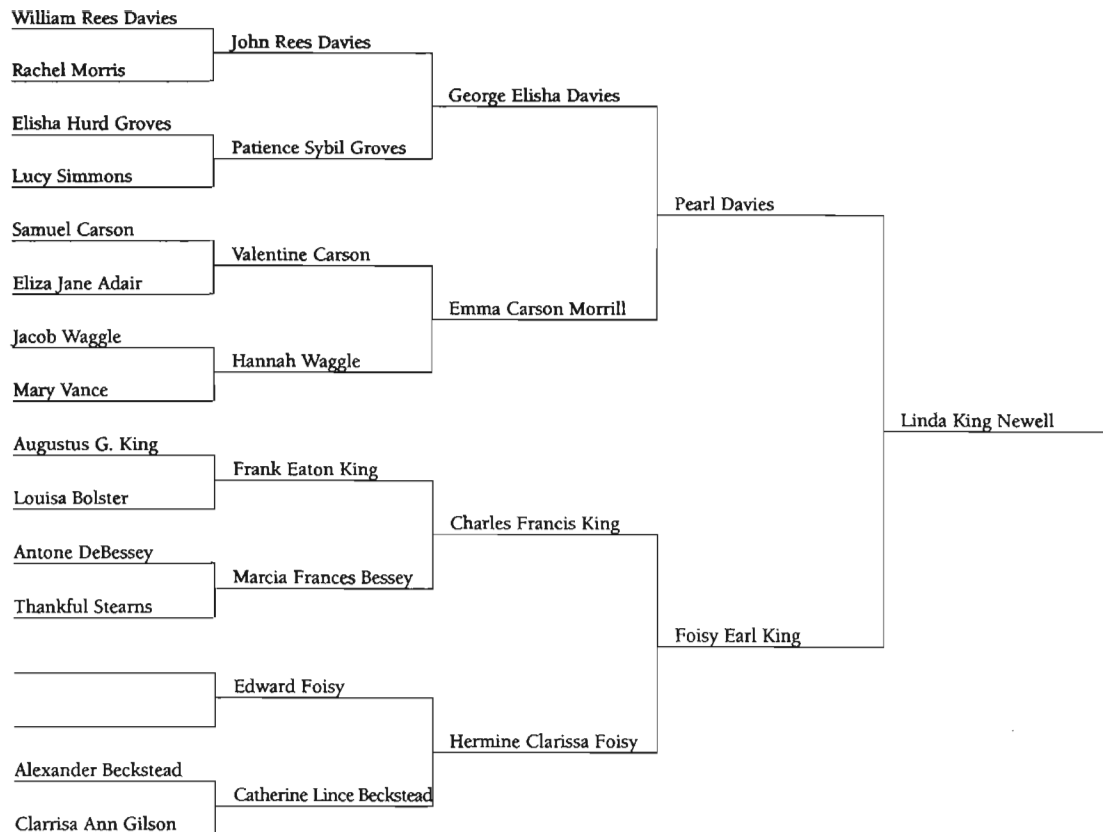 William Rees Davies
John Rees Davies
Rachel Morris
George Elisha Davies
Elisha Hurd Groves
Patience Sybil Groves
Lucy Simmons
Pearl Davies
Samuel Carson
Valentine Carson
Eliza Jane Adair
Emma Carson Morrill
Jacob Waggle
Hannah Waggle
Mary Vance
Linda King Newell
Augustus G. King
Frank Eaton King
Louisa Bolster
Charles Francis King
Antone DeBessey
Marcia Frances Bessey
Thankful Stearns
Foisy Earl King
Edward Foisy
Hermine Clarissa Foisy
Alexander Beckstead
Catherine Lince Beckstead
Clarrisa Ann Gilson